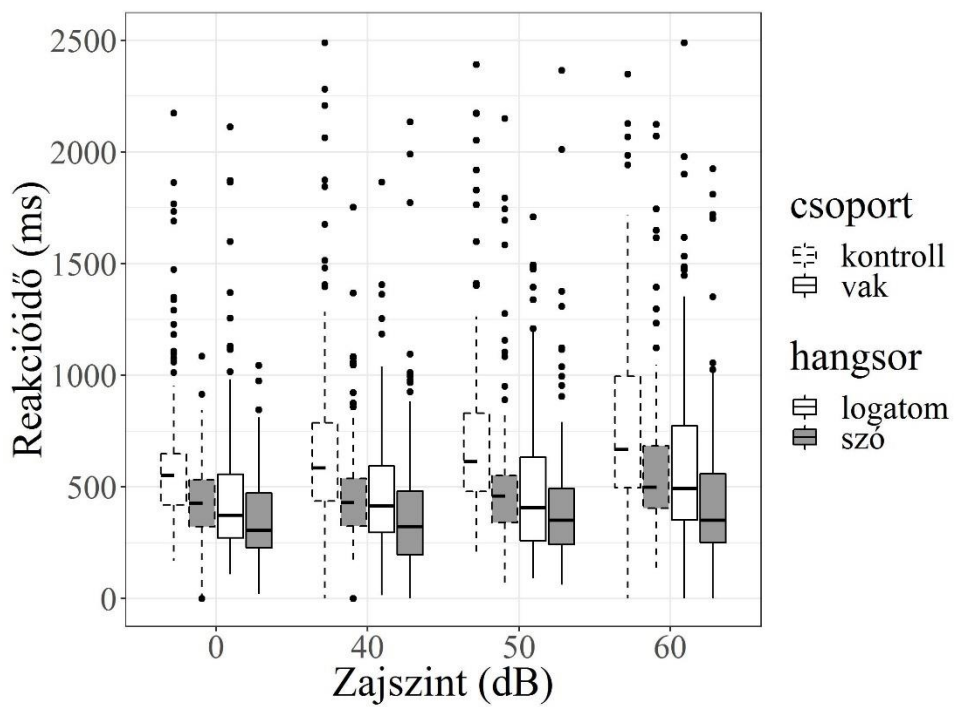 Reakcióidő (ms)
2500
2000
1500
1000
500
0
0 40 50 60
Zajszint (dB)
csoport
kontroll
vak
hangsor
logatom
szó